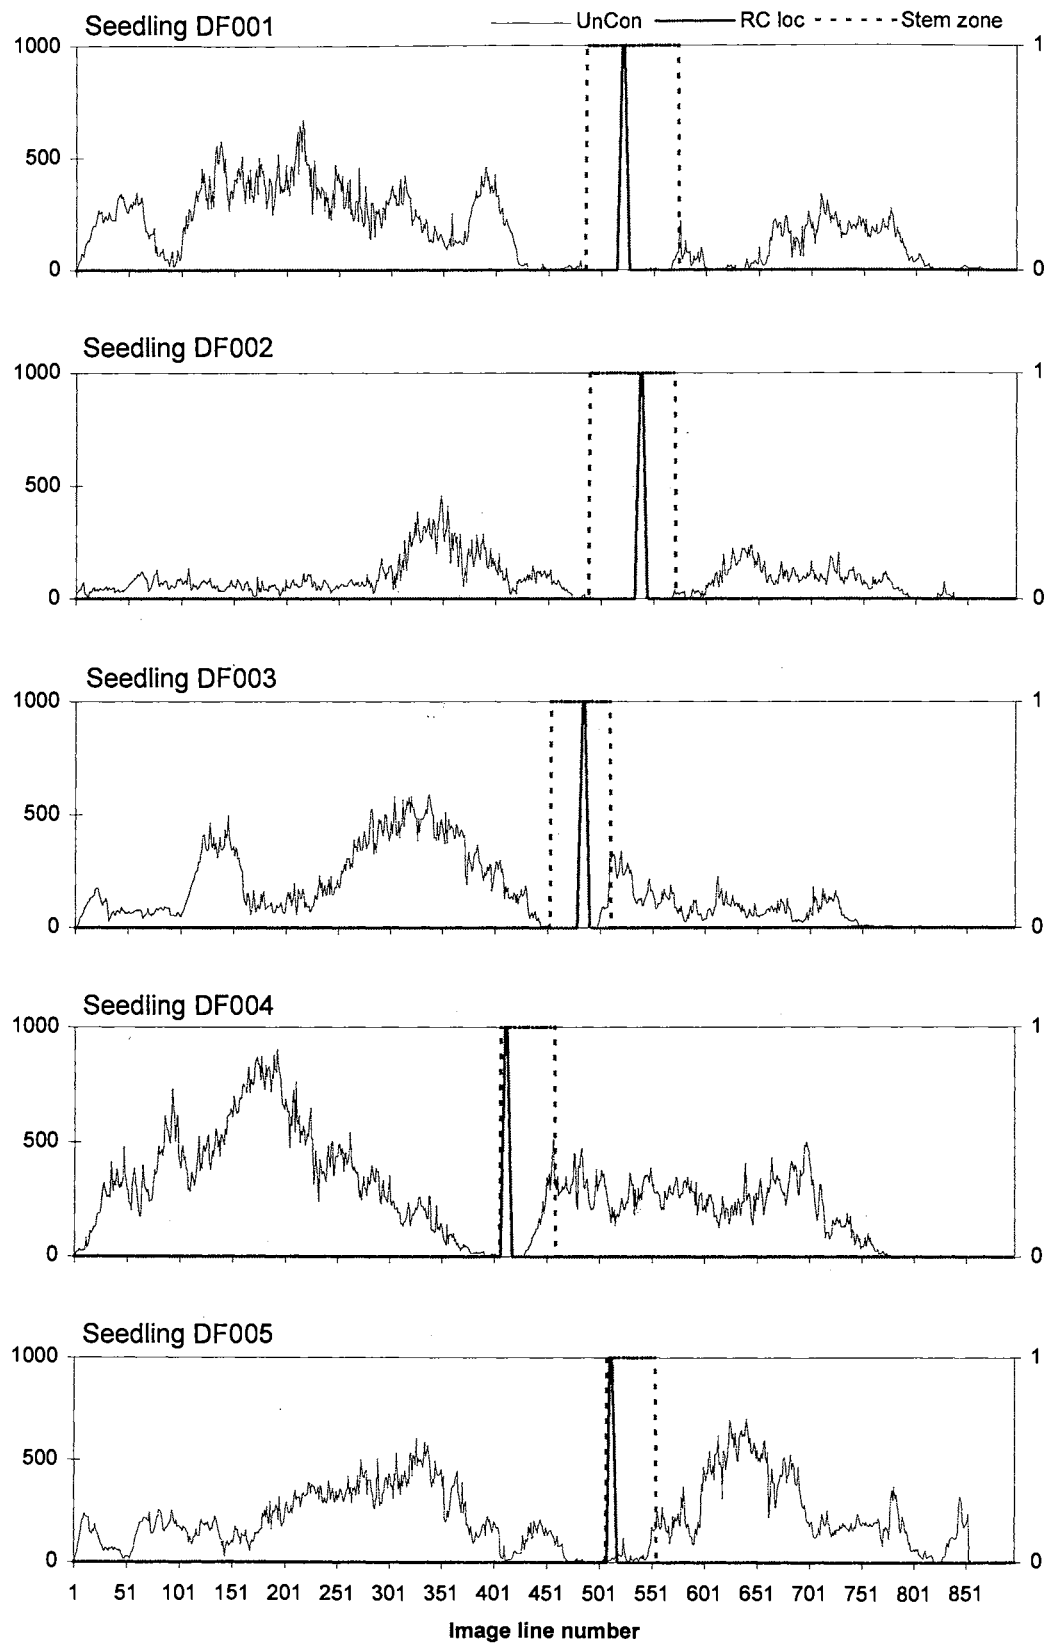 Seedling DF001
UnCon RC loc Stem zone
1000 1
500
0 0
Seedling DF002
1000 1
500
0 0
Seedling DF003
1000 1
500
0 0
Seedling DF004
1000 1
500
0 0
Seedling DF005
1000 1
500
0 0
1 51 101 151 201 251 301 351 401 451 501 551 601 651 701 751 801 851
Image line number